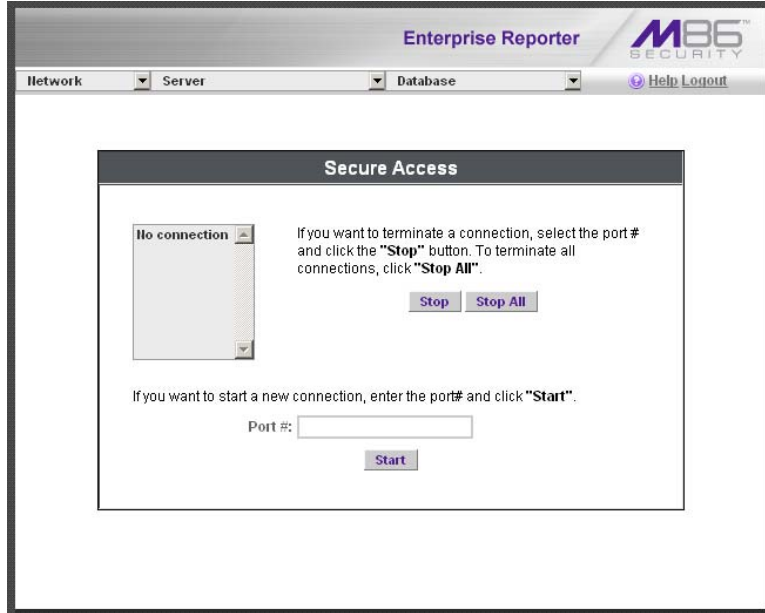 Enterprise Reporter
M86™
SECURITY
Network Server Database Help Logout
Secure Access
No connection
If you want to terminate a connection, select the port #
and click the "Stop" button. To terminate all
connections, click "Stop All".
Stop Stop All
If you want to start a new connection, enter the port# and click "Start".
Port #:
Start